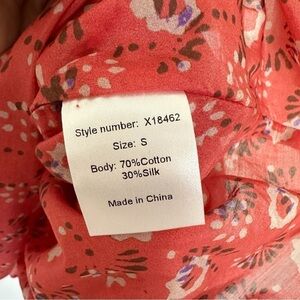 Style number: X18462
Size: S
Body: 70%Cotton
30%Silk
Made in China